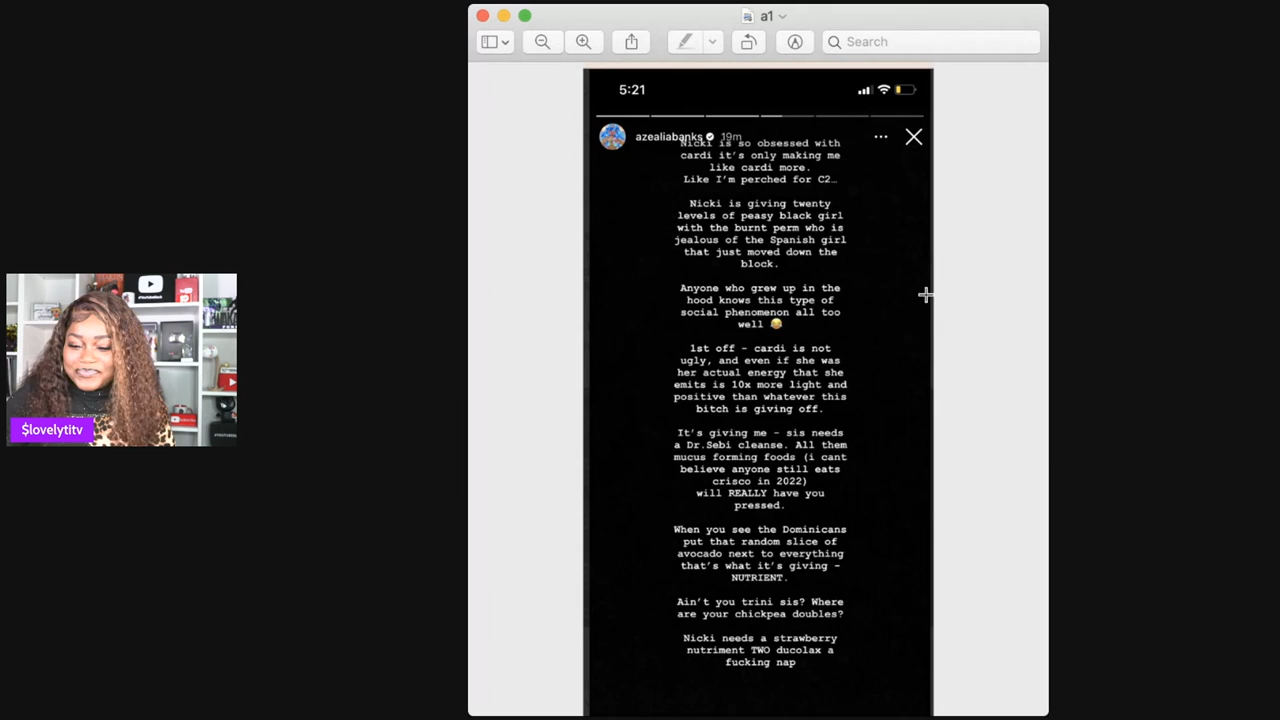 a1
Search
5:21
azealiabanks 19m
Nicki is so obsessed with
cardi it's only making me
like cardi more.
Like I'm perched for C2…
Nicki is giving twenty
levels of peasy black girl
with the burnt perm who is
jealous of the Spanish girl
that just moved down the
block.
Anyone who grew up in the
hood knows this type of
social phenomenon all too
well 😂
1st off - cardi is not
ugly, and even if she was
her actual energy that she
emits is 10x more light and
positive than whatever this
bitch is giving off.
It's giving me - sis needs
a Dr.Sebi cleanse. All them
mucus forming foods (i cant
believe anyone still eats
crisco in 2022)
will REALLY have you
pressed.
When you see the Dominicans
put that random slice of
avocado next to everything
that's what it's giving -
NUTRIENT.
Ain't you trini sis? Where
are your chickpea doubles?
Nicki needs a strawberry
nutriment TWO ducolax a
fucking nap
$lovelytitv